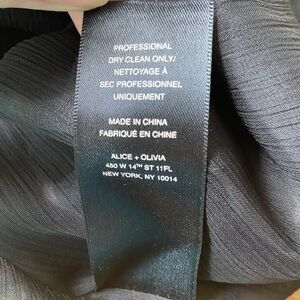 PROFESSIONAL
DRY CLEAN ONLY/
NETTOYAGE À
SEC PROFESSIONNEL
UNIQUEMENT
MADE IN CHINA
FABRIQUÉ EN CHINE
ALICE + OLIVIA
450 W 14TH ST 11FL
NEW YORK, NY 10014